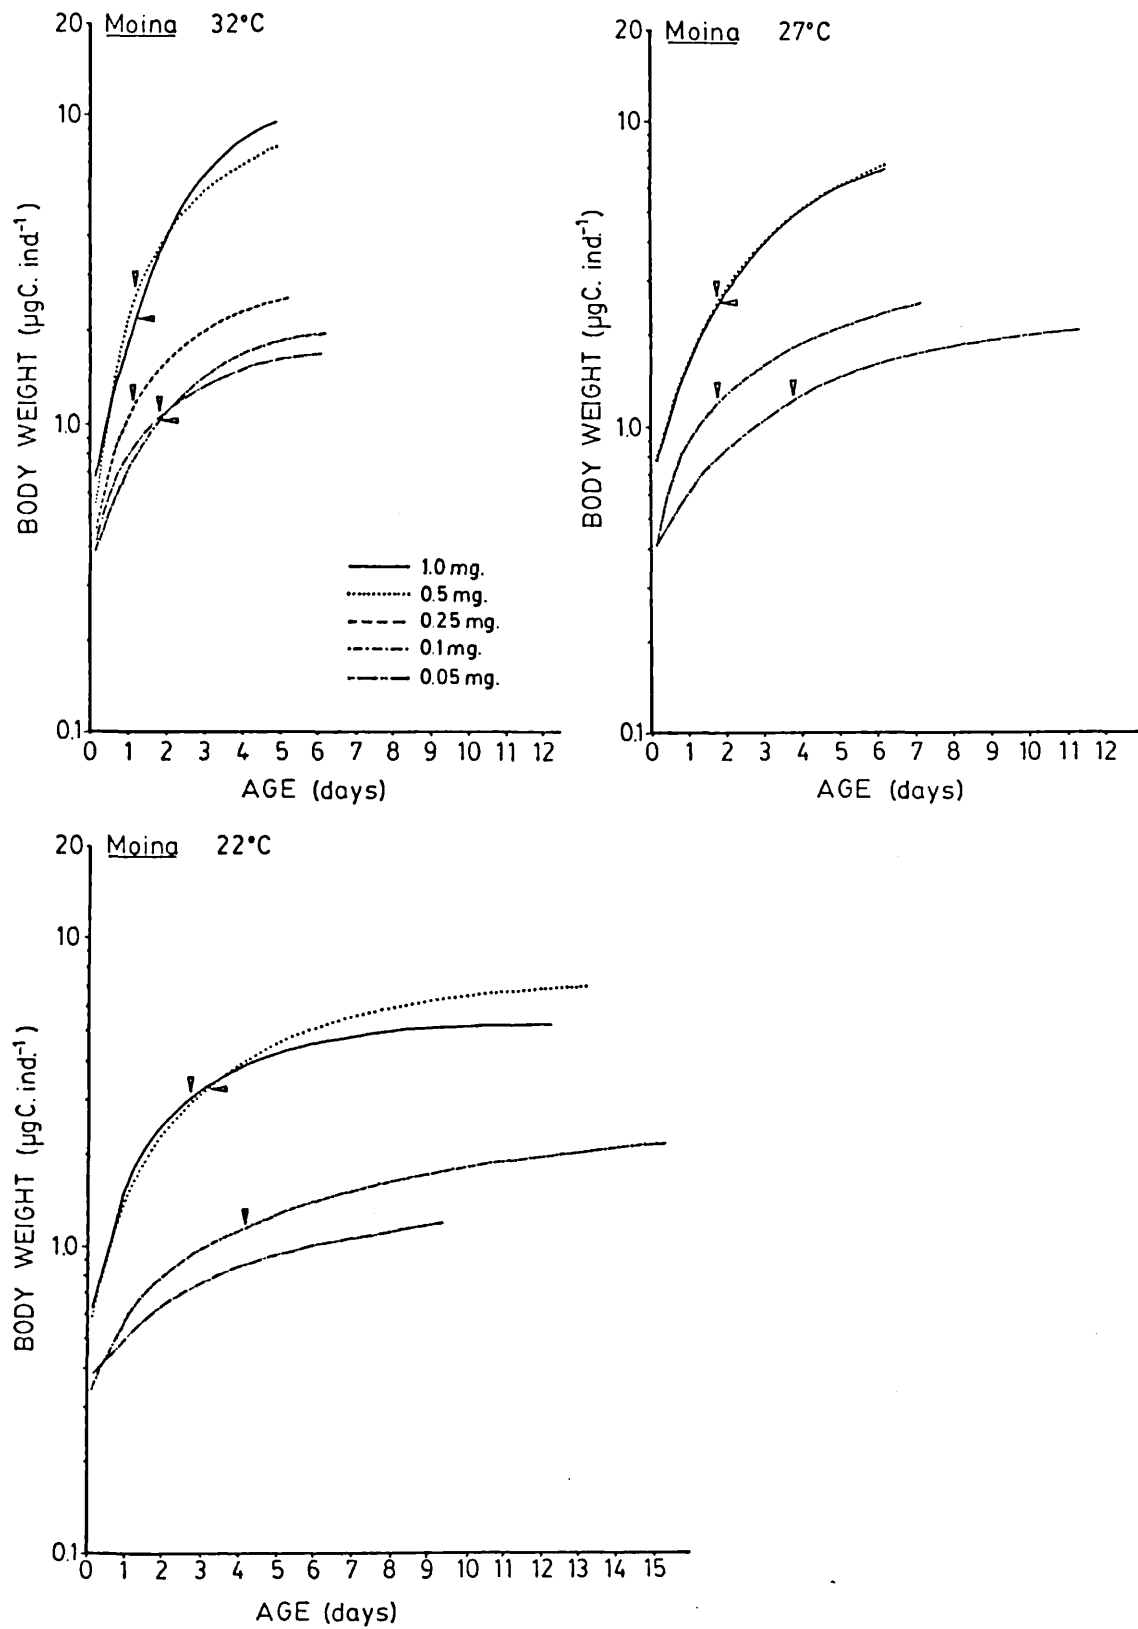 Moina 32°C
20
10
1.0
0.1
BODY WEIGHT (µgC. ind⁻¹)
1.0 mg.
0.5 mg.
0.25 mg.
0.1 mg.
0.05 mg.
0 1 2 3 4 5 6 7 8 9 10 11 12
AGE (days)
Moina 27°C
20
10
1.0
0.1
BODY WEIGHT (µgC. ind⁻¹)
0 1 2 3 4 5 6 7 8 9 10 11 12
AGE (days)
Moina 22°C
20
10
1.0
0.1
BODY WEIGHT (µgC. ind.⁻¹)
0 1 2 3 4 5 6 7 8 9 10 11 12 13 14 15
AGE (days)